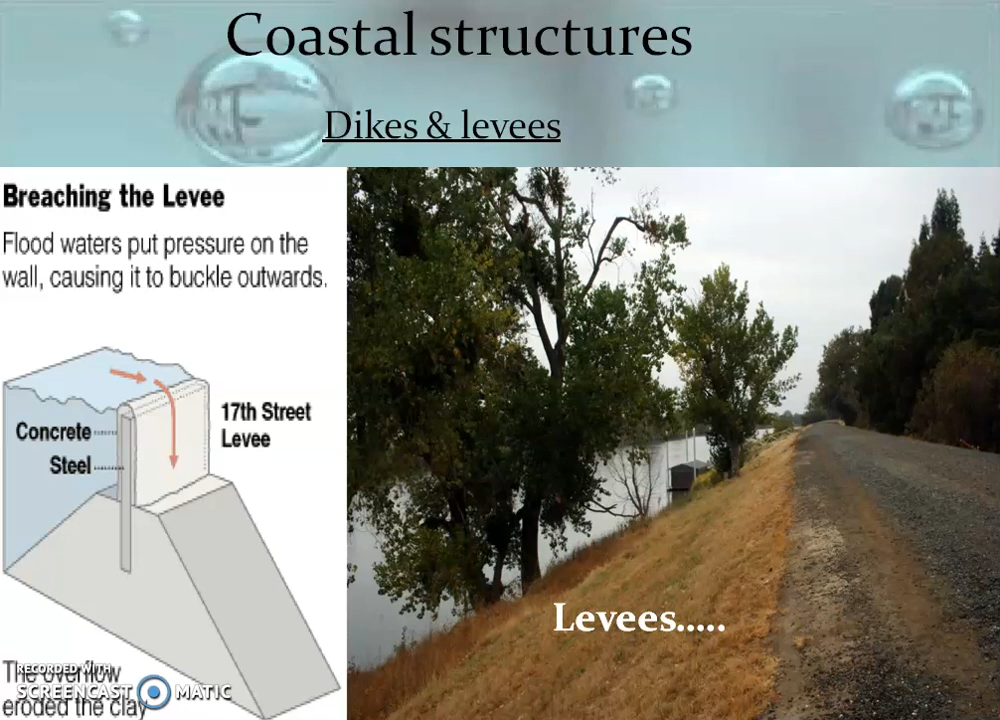 Coastal structures
Dikes & levees
Breaching the Levee
Flood waters put pressure on the
wall, causing it to buckle outwards.
17th Street
Levee
Concrete
Steel
Levees.....
The overflow
eroded the clay
RECORDED WITH
SCREENCAST MATIC